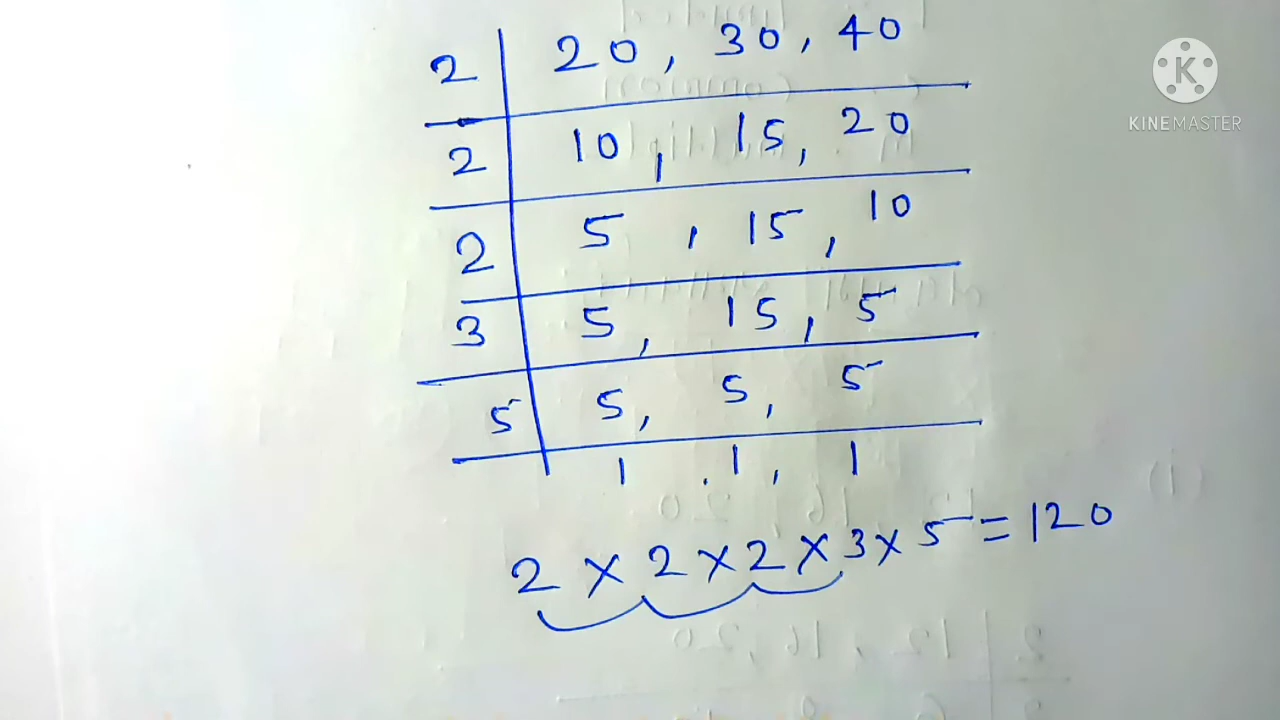 2 | 20, 30, 40
2 | 10, 15, 20
2 | 5, 15, 10
3 | 5, 15, 5
5 | 5, 5, 5
1 . 1, 1
2 × 2 × 2 × 3 × 5 = 120
K
KINEMASTER